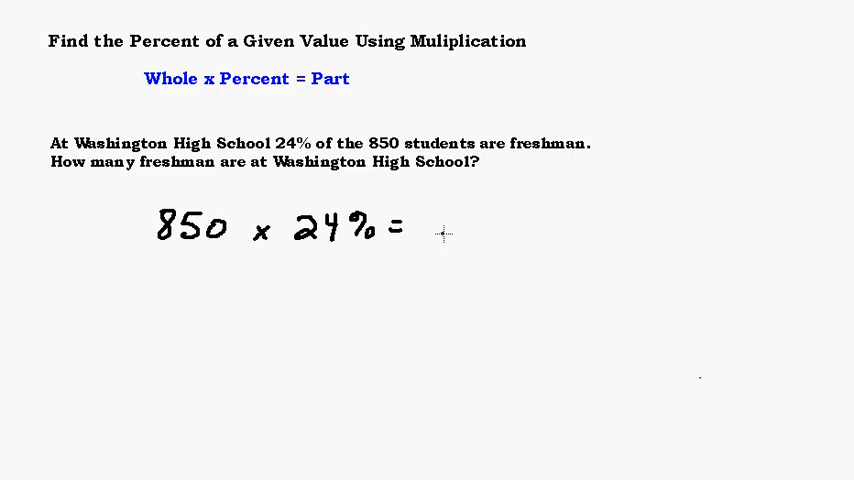 Find the Percent of a Given Value Using Muliplication
Whole x Percent = Part
At Washington High School 24% of the 850 students are freshman.
How many freshman are at Washington High School?
850 x 24% =